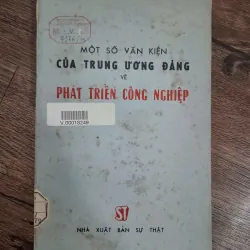 MỘT SỐ VĂN KIỆN
CỦA TRUNG ƯƠNG ĐẢNG
VỀ
PHÁT TRIỂN CÔNG NGHIỆP
ST
NHÀ XUẤT BẢN SỰ THẬT